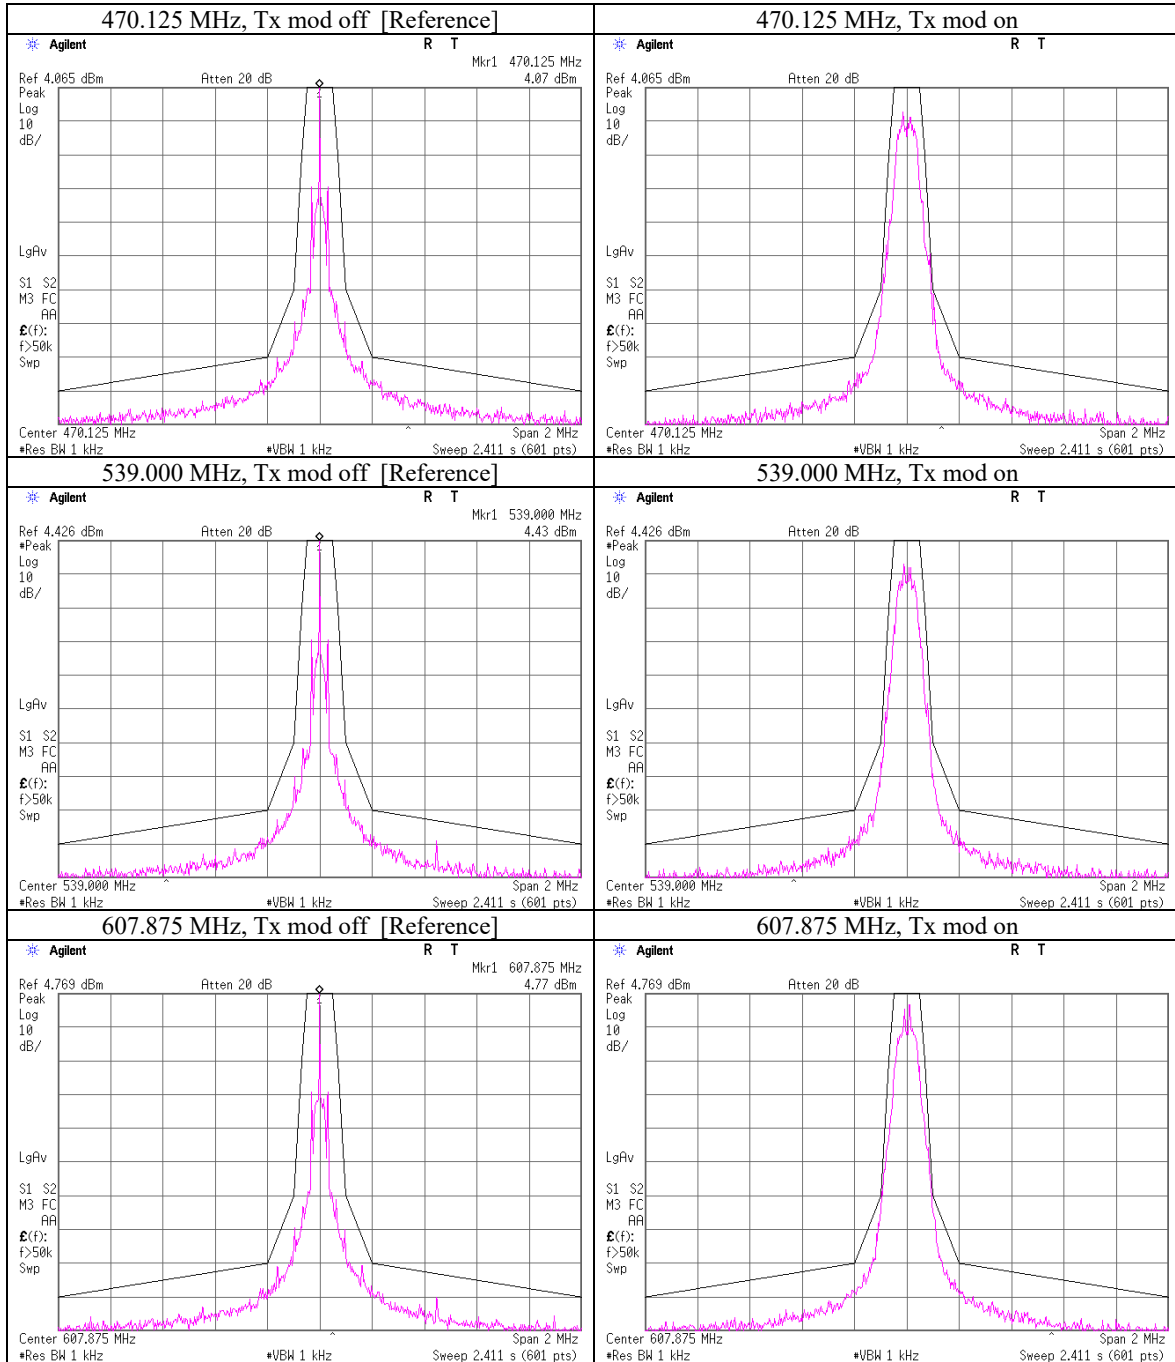 470.125 MHz, Tx mod off [Reference]
470.125 MHz, Tx mod on
Agilent
R T
Mkr1 470.125 MHz
Ref 4.065 dBm
Atten 20 dB
4.07 dBm
Peak
Log
10
dB/
LgAv
S1 S2
M3 FC
AA
£(f):
f>50k
Swp
Center 470.125 MHz
Span 2 MHz
#Res BW 1 kHz
#VBW 1 kHz
Sweep 2.411 s (601 pts)
Agilent
R T
Ref 4.065 dBm
Atten 20 dB
Peak
Log
10
dB/
LgAv
S1 S2
M3 FC
AA
£(f):
f>50k
Swp
Center 470.125 MHz
Span 2 MHz
#Res BW 1 kHz
#VBW 1 kHz
Sweep 2.411 s (601 pts)
539.000 MHz, Tx mod off [Reference]
539.000 MHz, Tx mod on
Agilent
R T
Mkr1 539.000 MHz
Ref 4.426 dBm
Atten 20 dB
4.43 dBm
#Peak
Log
10
dB/
LgAv
S1 S2
M3 FC
AA
£(f):
f>50k
Swp
Center 539.000 MHz
Span 2 MHz
#Res BW 1 kHz
#VBW 1 kHz
Sweep 2.411 s (601 pts)
Agilent
R T
Ref 4.426 dBm
Atten 20 dB
#Peak
Log
10
dB/
LgAv
S1 S2
M3 FC
AA
£(f):
f>50k
Swp
Center 539.000 MHz
Span 2 MHz
#Res BW 1 kHz
#VBW 1 kHz
Sweep 2.411 s (601 pts)
607.875 MHz, Tx mod off [Reference]
607.875 MHz, Tx mod on
Agilent
R T
Mkr1 607.875 MHz
Ref 4.769 dBm
Atten 20 dB
4.77 dBm
Peak
Log
10
dB/
LgAv
S1 S2
M3 FC
AA
£(f):
f>50k
Swp
Center 607.875 MHz
Span 2 MHz
#Res BW 1 kHz
#VBW 1 kHz
Sweep 2.411 s (601 pts)
Agilent
R T
Ref 4.769 dBm
Atten 20 dB
Peak
Log
10
dB/
LgAv
S1 S2
M3 FC
AA
£(f):
f>50k
Swp
Center 607.875 MHz
Span 2 MHz
#Res BW 1 kHz
#VBW 1 kHz
Sweep 2.411 s (601 pts)